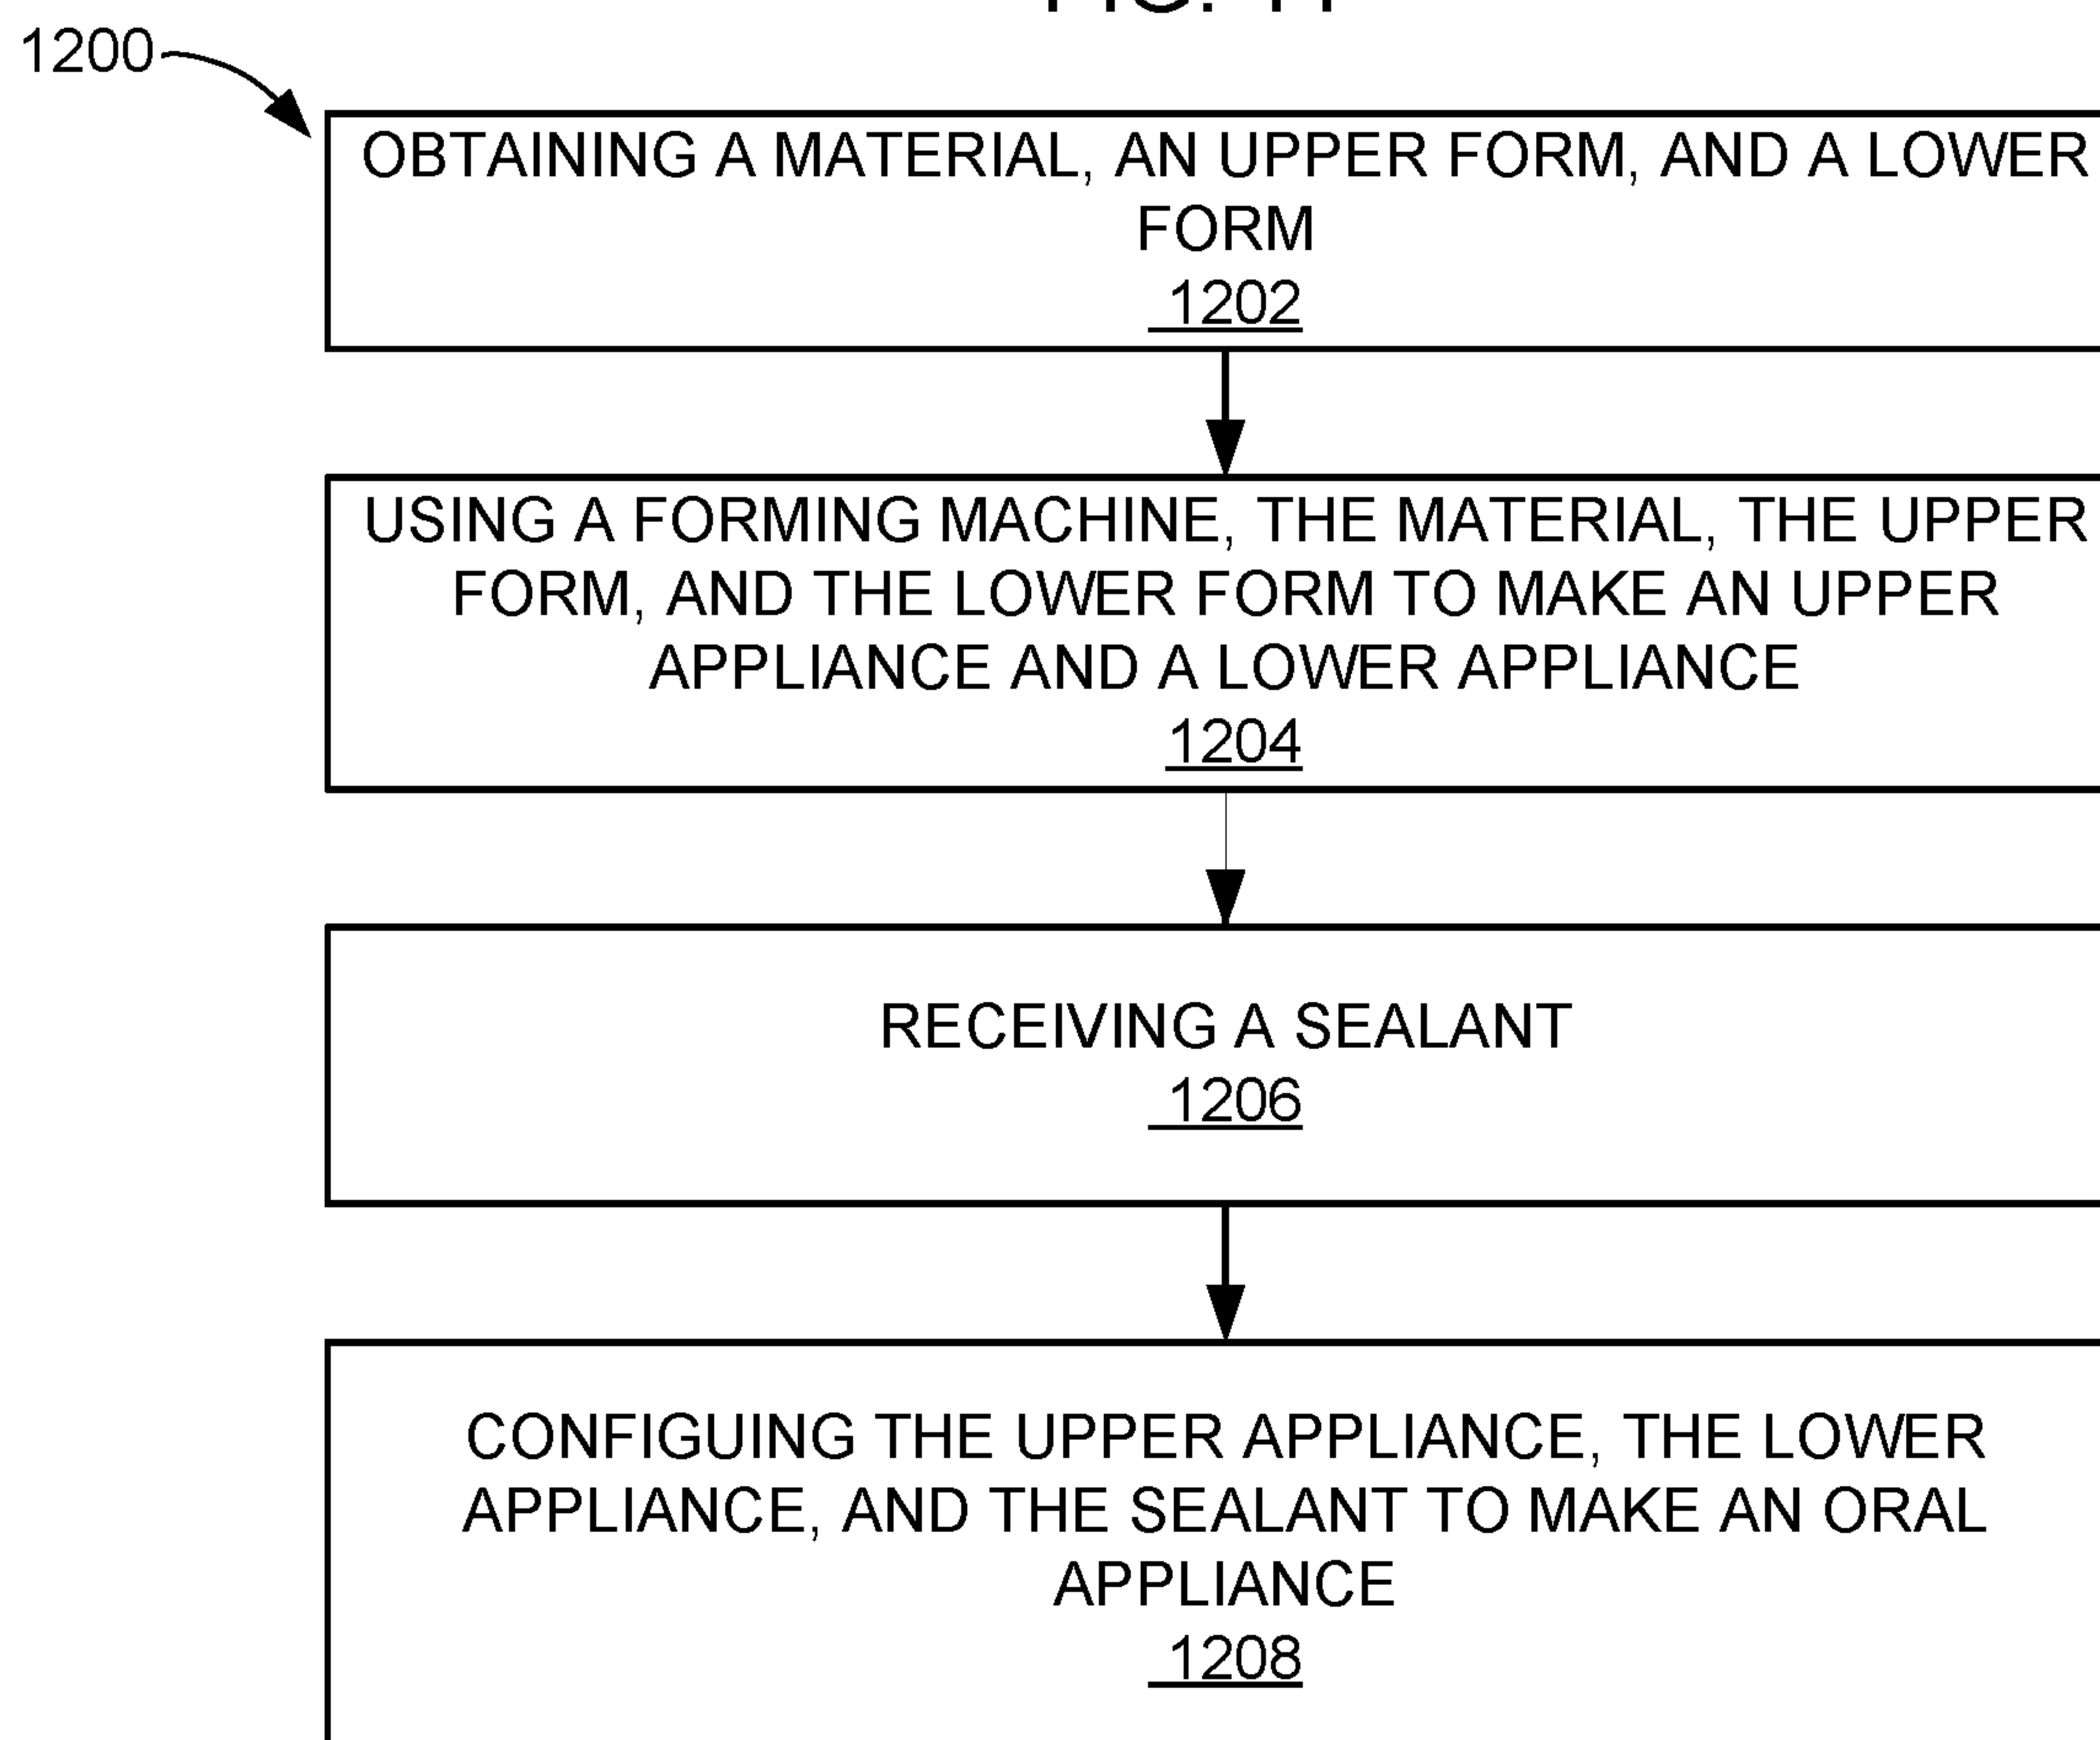 1200
OBTAINING A MATERIAL, AN UPPER FORM, AND A LOWER
FORM
1202
USING A FORMING MACHINE, THE MATERIAL, THE UPPER
FORM, AND THE LOWER FORM TO MAKE AN UPPER
APPLIANCE AND A LOWER APPLIANCE
1204
RECEIVING A SEALANT
1206
CONFIGUING THE UPPER APPLIANCE, THE LOWER
APPLIANCE, AND THE SEALANT TO MAKE AN ORAL
APPLIANCE
1208